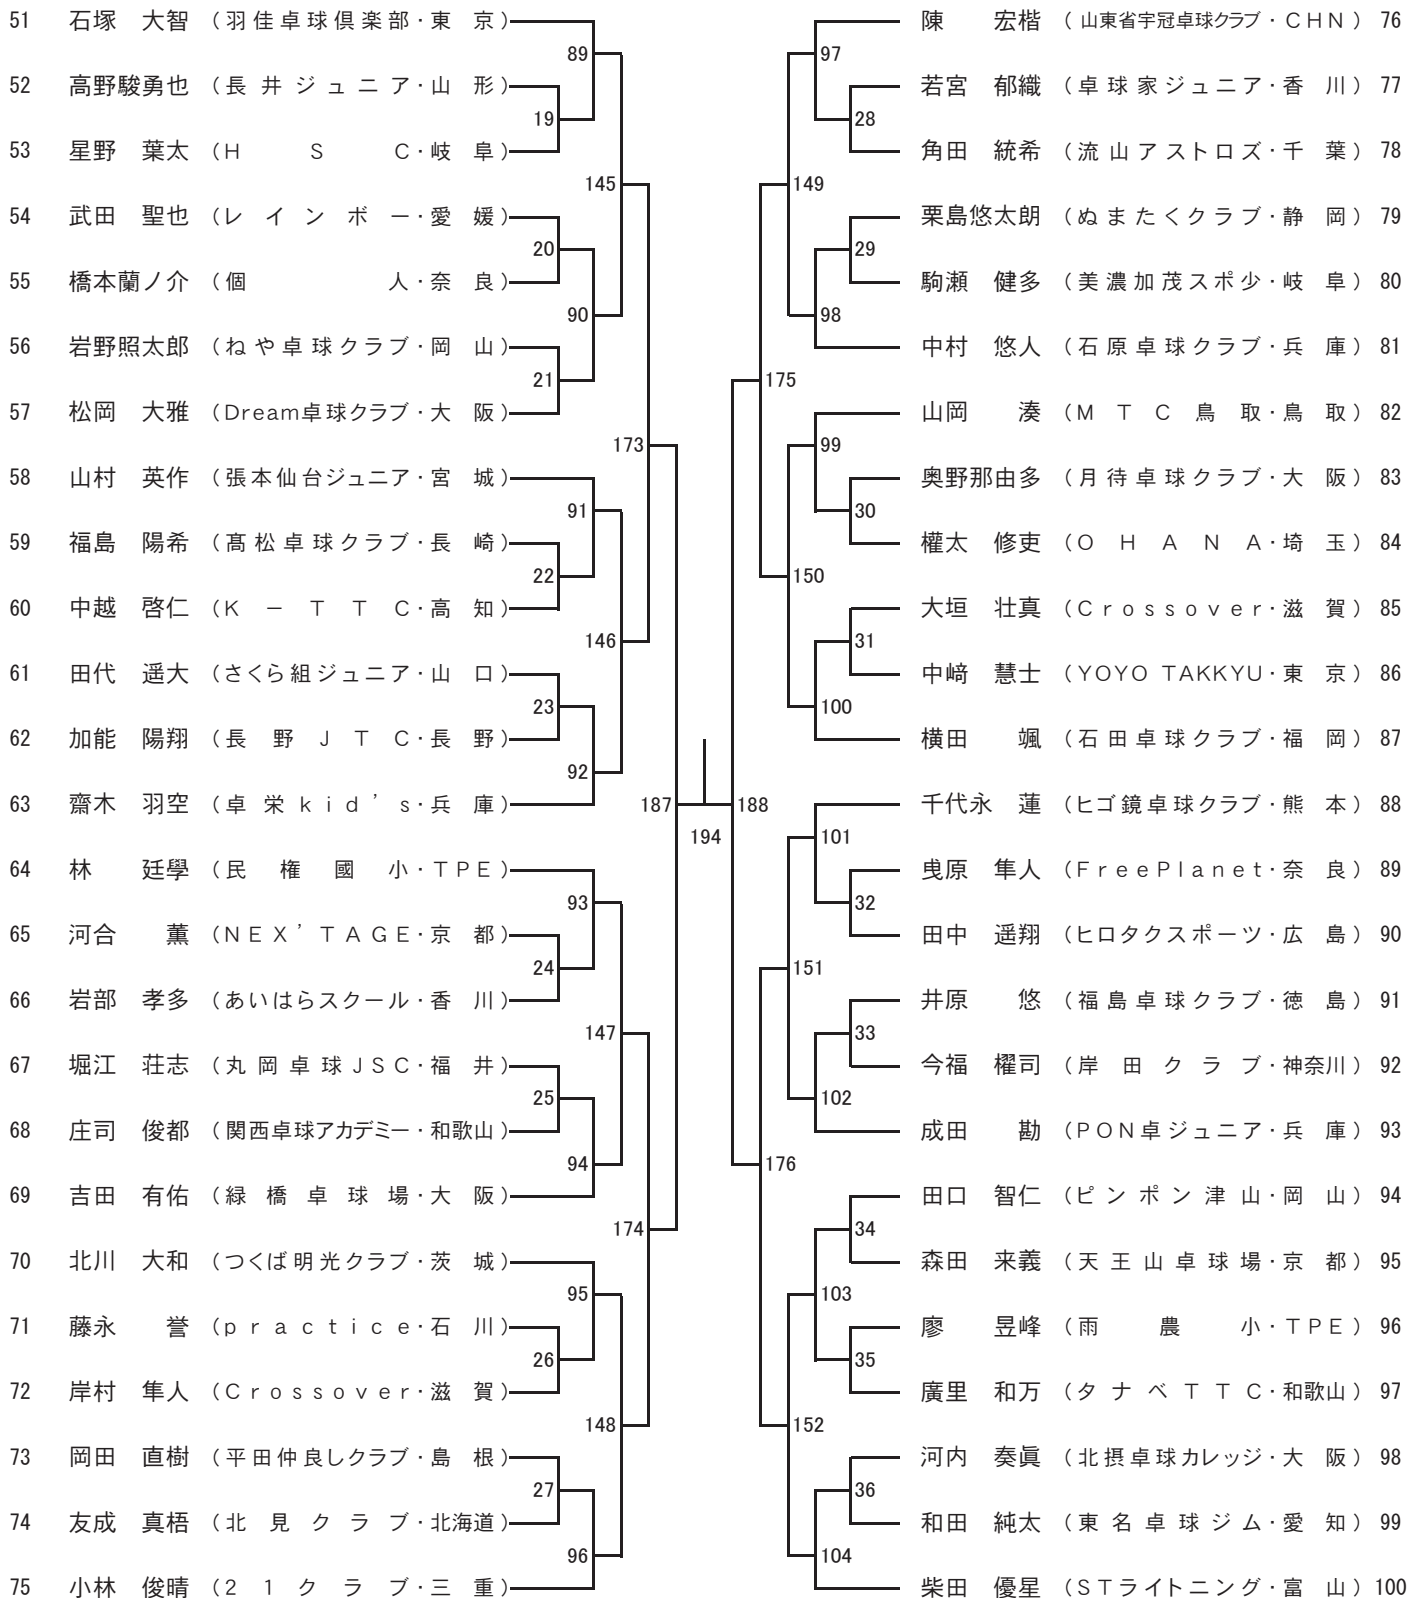 51 石塚 大智 (羽佳卓球倶楽部・東 京)
89
52 高野駿勇也 (長井ジュニア・山 形)
19
53 星野 葉太 (H S C・岐 阜)
145
54 武田 聖也 (レインボー・愛 媛)
20
55 橋本蘭ノ介 (個 人・奈 良)
90
56 岩野照太郎 (ねや卓球クラブ・岡 山)
21
57 松岡 大雅 (Dream卓球クラブ・大 阪)
173
58 山村 英作 (張本仙台ジュニア・宮 城)
91
59 福島 陽希 (髙松卓球クラブ・長 崎)
22
60 中越 啓仁 (K－TTC・高 知)
146
61 田代 遥大 (さくら組ジュニア・山 口)
23
62 加能 陽翔 (長野JTC・長 野)
92
63 齋木 羽空 (卓栄kid’s・兵 庫)
187
194
64 林 廷學 (民権國小・TPE)
93
65 河合 薫 (NEX’TAGE・京 都)
24
66 岩部 孝多 (あいはらスクール・香 川)
147
67 堀江 荘志 (丸岡卓球JSC・福 井)
25
68 庄司 俊都 (関西卓球アカデミー・和歌山)
94
69 吉田 有佑 (緑橋卓球場・大 阪)
174
70 北川 大和 (つくば明光クラブ・茨 城)
95
71 藤永 誉 (practice・石 川)
26
72 岸村 隼人 (Crossover・滋 賀)
148
73 岡田 直樹 (平田仲良しクラブ・島 根)
27
74 友成 真梧 (北見クラブ・北海道)
96
75 小林 俊晴 (21クラブ・三 重)
陳 宏楷 (山東省宇冠卓球クラブ・CHN) 76
97
若宮 郁織 (卓球家ジュニア・香 川) 77
28
角田 統希 (流山アストロズ・千 葉) 78
149
栗島悠太朗 (ぬまたくクラブ・静 岡) 79
29
駒瀬 健多 (美濃加茂スポ少・岐 阜) 80
98
中村 悠人 (石原卓球クラブ・兵 庫) 81
175
山岡 湊 (MTC鳥取・鳥 取) 82
99
奥野那由多 (月待卓球クラブ・大 阪) 83
30
權太 修吏 (OHANA・埼 玉) 84
150
大垣 壮真 (Crossover・滋 賀) 85
31
中﨑 慧士 (YOYO TAKKYU・東 京) 86
100
横田 颯 (石田卓球クラブ・福 岡) 87
188
千代永 蓮 (ヒゴ鏡卓球クラブ・熊 本) 88
101
曵原 隼人 (FreePlanet・奈 良) 89
32
田中 遥翔 (ヒロタクスポーツ・広 島) 90
151
井原 悠 (福島卓球クラブ・徳 島) 91
33
今福 櫂司 (岸田クラブ・神奈川) 92
102
成田 勘 (PON卓ジュニア・兵 庫) 93
176
田口 智仁 (ピンポン津山・岡 山) 94
34
森田 来義 (天王山卓球場・京 都) 95
103
廖 昱峰 (雨農小・TPE) 96
35
廣里 和万 (タナベTTC・和歌山) 97
152
河内 奏眞 (北摂卓球カレッジ・大 阪) 98
36
和田 純太 (東名卓球ジム・愛 知) 99
104
柴田 優星 (STライトニング・富 山) 100